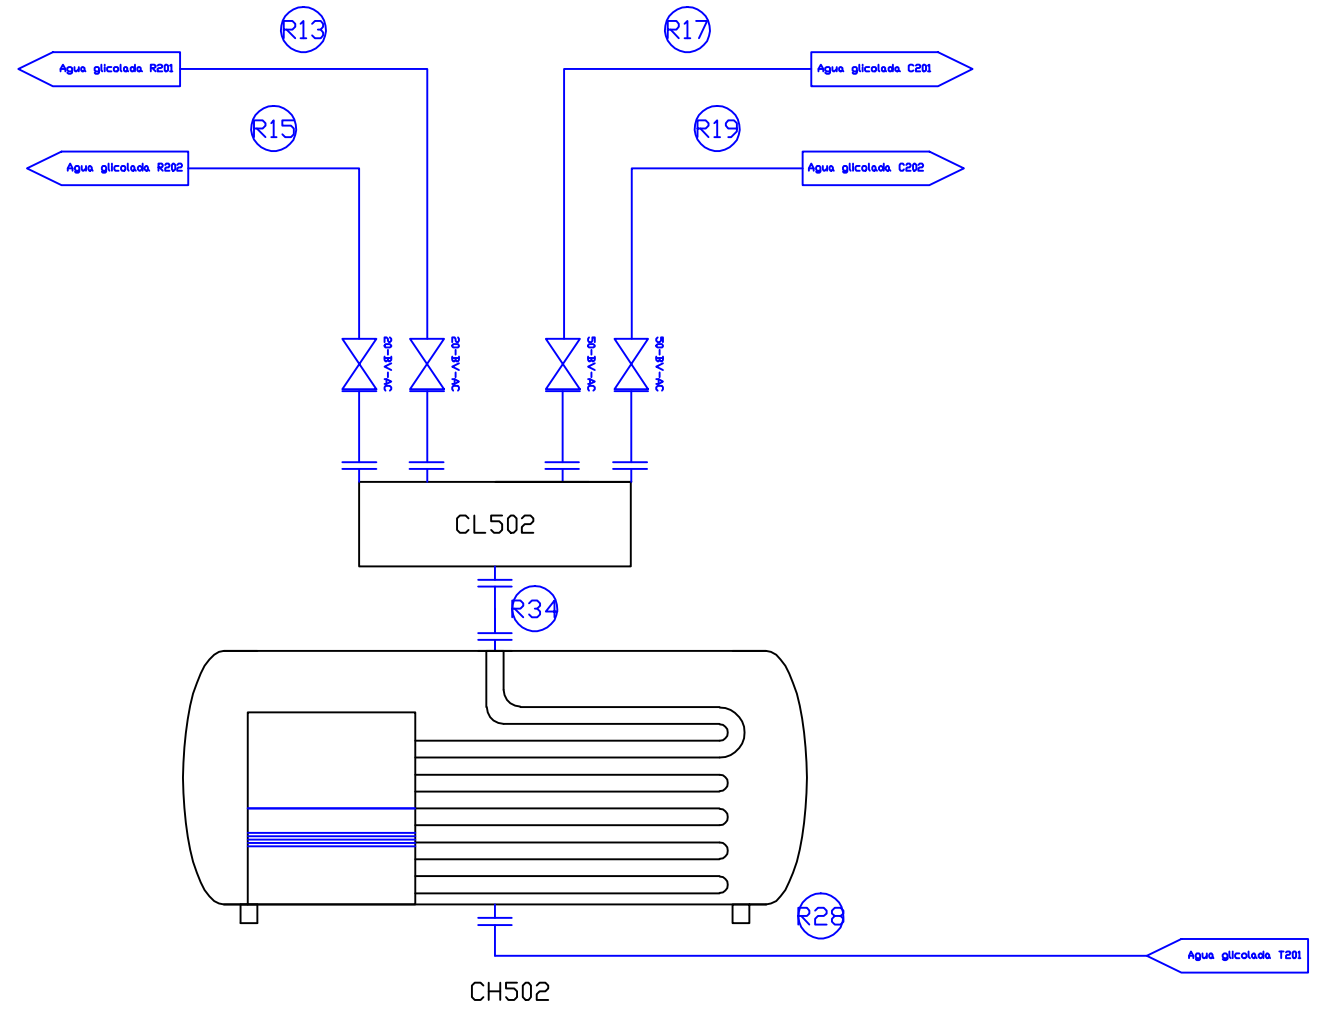 R13
R17
Agua glicolada R201
Agua glicolada C201
R15
R19
Agua glicolada R202
Agua glicolada C202
20-BV-AC
20-BV-AC
50-BV-AC
50-BV-AC
CL502
R34
R28
Agua glicolada T201
CH502